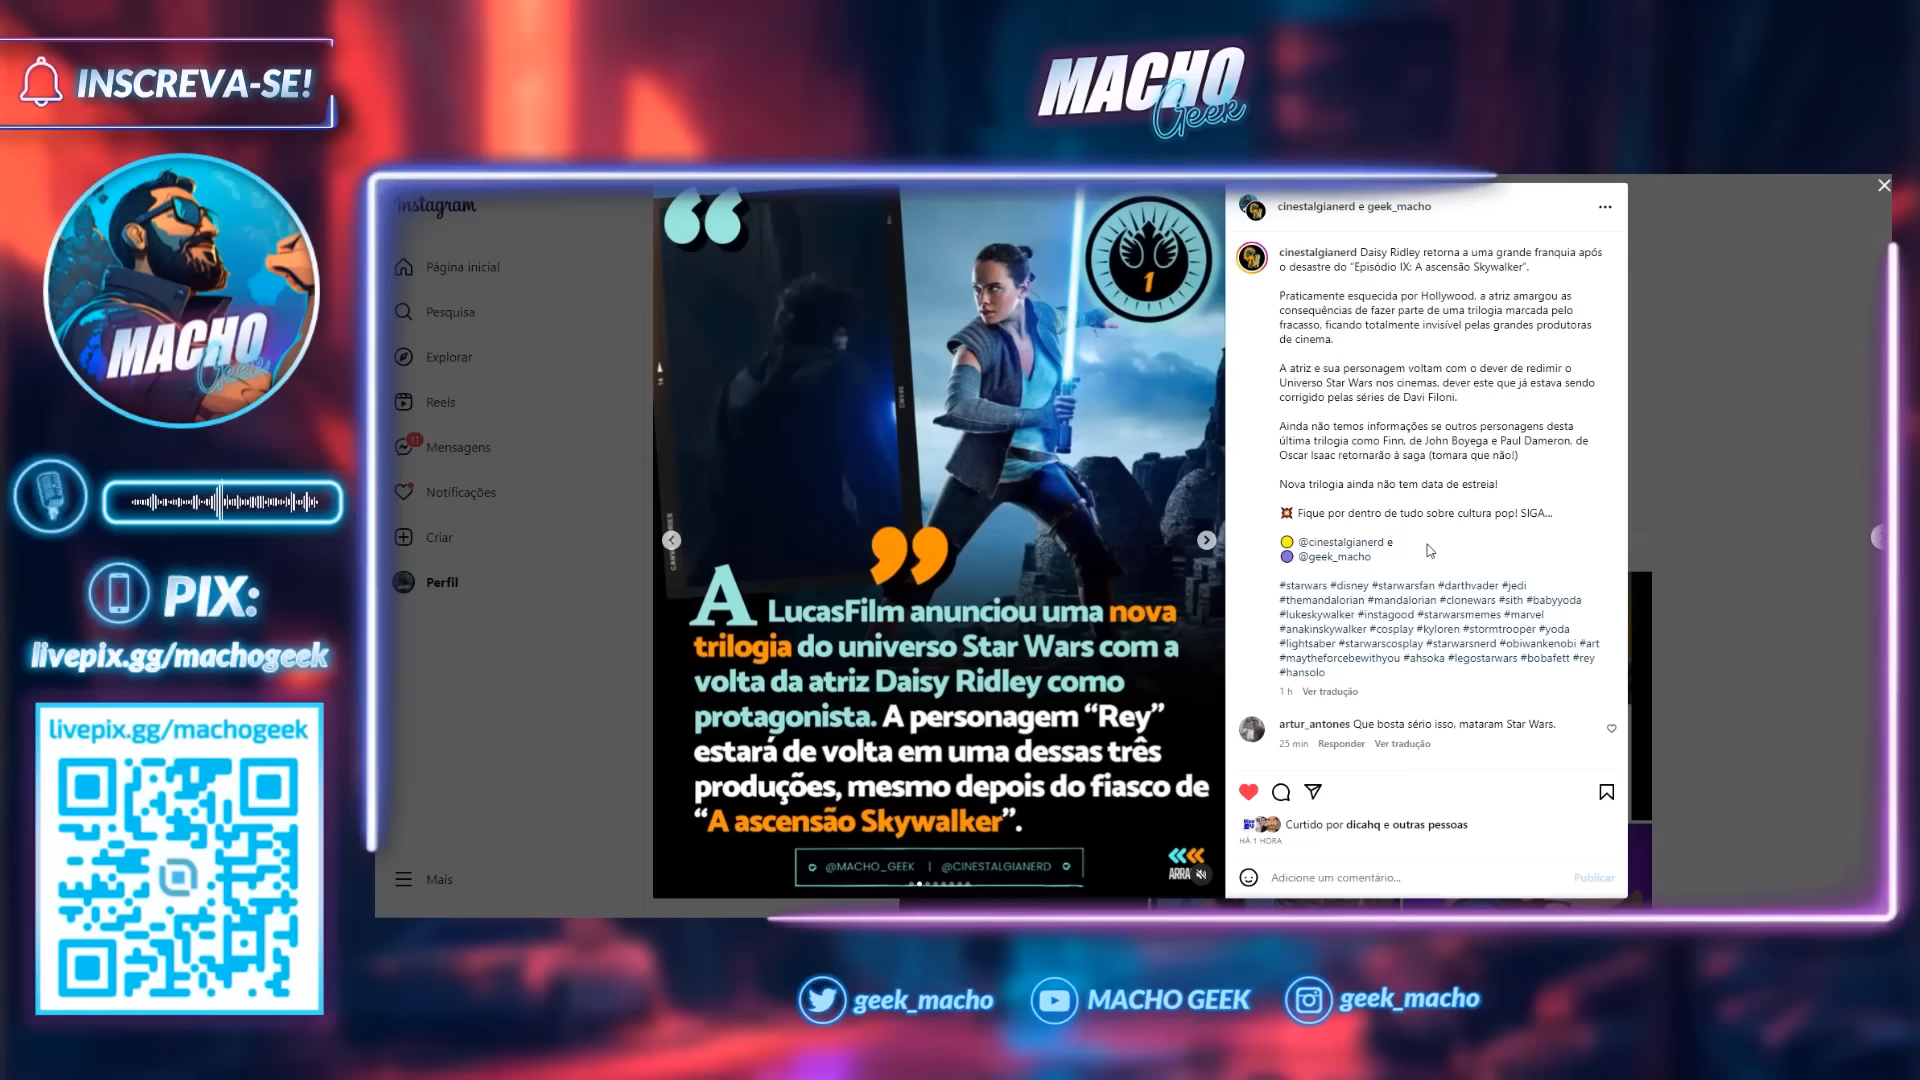 INSCREVA-SE!
MACHO
Geek
MACHO
Geek
PIX:
livepix.gg/machogeek
livepix.gg/machogeek
Instagram
Página inicial
Pesquisa
Explorar
Reels
11
Mensagens
Notificações
Criar
Perfil
Mais
“
1
”
A LucasFilm anunciou uma nova
trilogia do universo Star Wars com a
volta da atriz Daisy Ridley como
protagonista. A personagem “Rey”
estará de volta em uma dessas três
produções, mesmo depois do fiasco de
“A ascensão Skywalker”.
@MACHO_GEEK | @CINESTALGIANERD
ARRA
cinestalgianerd e geek_macho
cinestalgianerd Daisy Ridley retorna a uma grande franquia após
o desastre do “Episódio IX: A ascensão Skywalker”.
Praticamente esquecida por Hollywood, a atriz amargou as
consequências de fazer parte de uma trilogia marcada pelo
fracasso, ficando totalmente invisível pelas grandes produtoras
de cinema.
A atriz e sua personagem voltam com o dever de redimir o
Universo Star Wars nos cinemas, dever este que já estava sendo
corrigido pelas séries de Davi Filoni.
Ainda não temos informações se outros personagens desta
última trilogia como Finn, de John Boyega e Paul Dameron, de
Oscar Isaac retornarão à saga (tomara que não!)
Nova trilogia ainda não tem data de estreia!
💥 Fique por dentro de tudo sobre cultura pop! SIGA...
🟡 @cinestalgianerd e
🟣 @geek_macho
#starwars #disney #starwarsfan #darthvader #jedi
#themandalorian #mandalorian #clonewars #sith #babyyoda
#lukeskywalker #instagood #starwarsmemes #marvel
#anakinskywalker #cosplay #kyloren #stormtrooper #yoda
#lightsaber #starwarscosplay #starwarsnerd #obiwankenobi #art
#maytheforcebewithyou #ahsoka #legostarwars #bobafett #rey
#hansolo
1 h Ver tradução
artur_antones Que bosta sério isso, mataram Star Wars.
25 min Responder Ver tradução
Curtido por dicahq e outras pessoas
HÁ 1 HORA
Adicione um comentário...
Publicar
geek_macho
MACHO GEEK
geek_macho